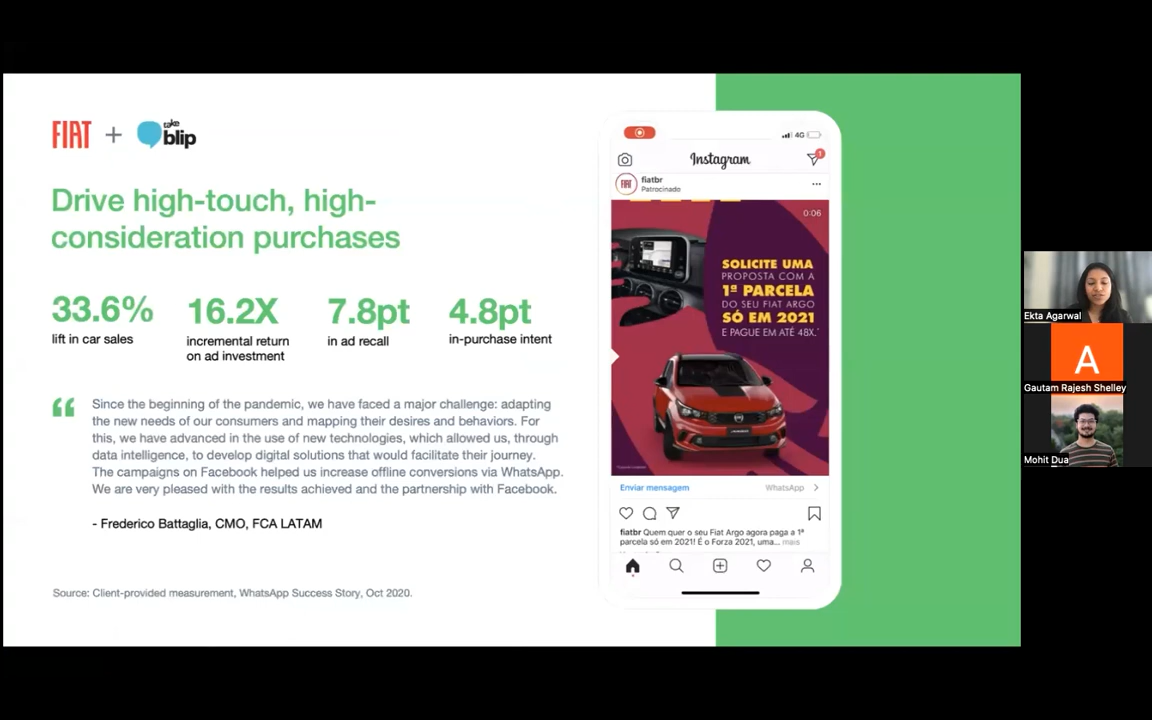 FIAT + take blip
Drive high-touch, high-
consideration purchases
33.6%
lift in car sales
16.2X
incremental return
on ad investment
7.8pt
in ad recall
4.8pt
in-purchase intent
“
Since the beginning of the pandemic, we have faced a major challenge: adapting
the new needs of our consumers and mapping their desires and behaviors. For
this, we have advanced in the use of new technologies, which allowed us, through
data intelligence, to develop digital solutions that would facilitate their journey.
The campaigns on Facebook helped us increase offline conversions via WhatsApp.
We are very pleased with the results achieved and the partnership with Facebook.
- Frederico Battaglia, CMO, FCA LATAM
Source: Client-provided measurement, WhatsApp Success Story, Oct 2020.
4G
Instagram
1
FIAT
fiatbr
Patrocinado
0:06
SOLICITE UMA
PROPOSTA COM A
1ª PARCELA
DO SEU FIAT ARGO
SÓ EM 2021
E PAGUE EM ATÉ 48X.*
Enviar mensagem WhatsApp
fiatbr Quem quer o seu Fiat Argo agora paga a 1ª
parcela só em 2021! É o Forza 2021, uma... mais
Ekta Agarwal
A
Gautam Rajesh Shelley
Mohit Dua